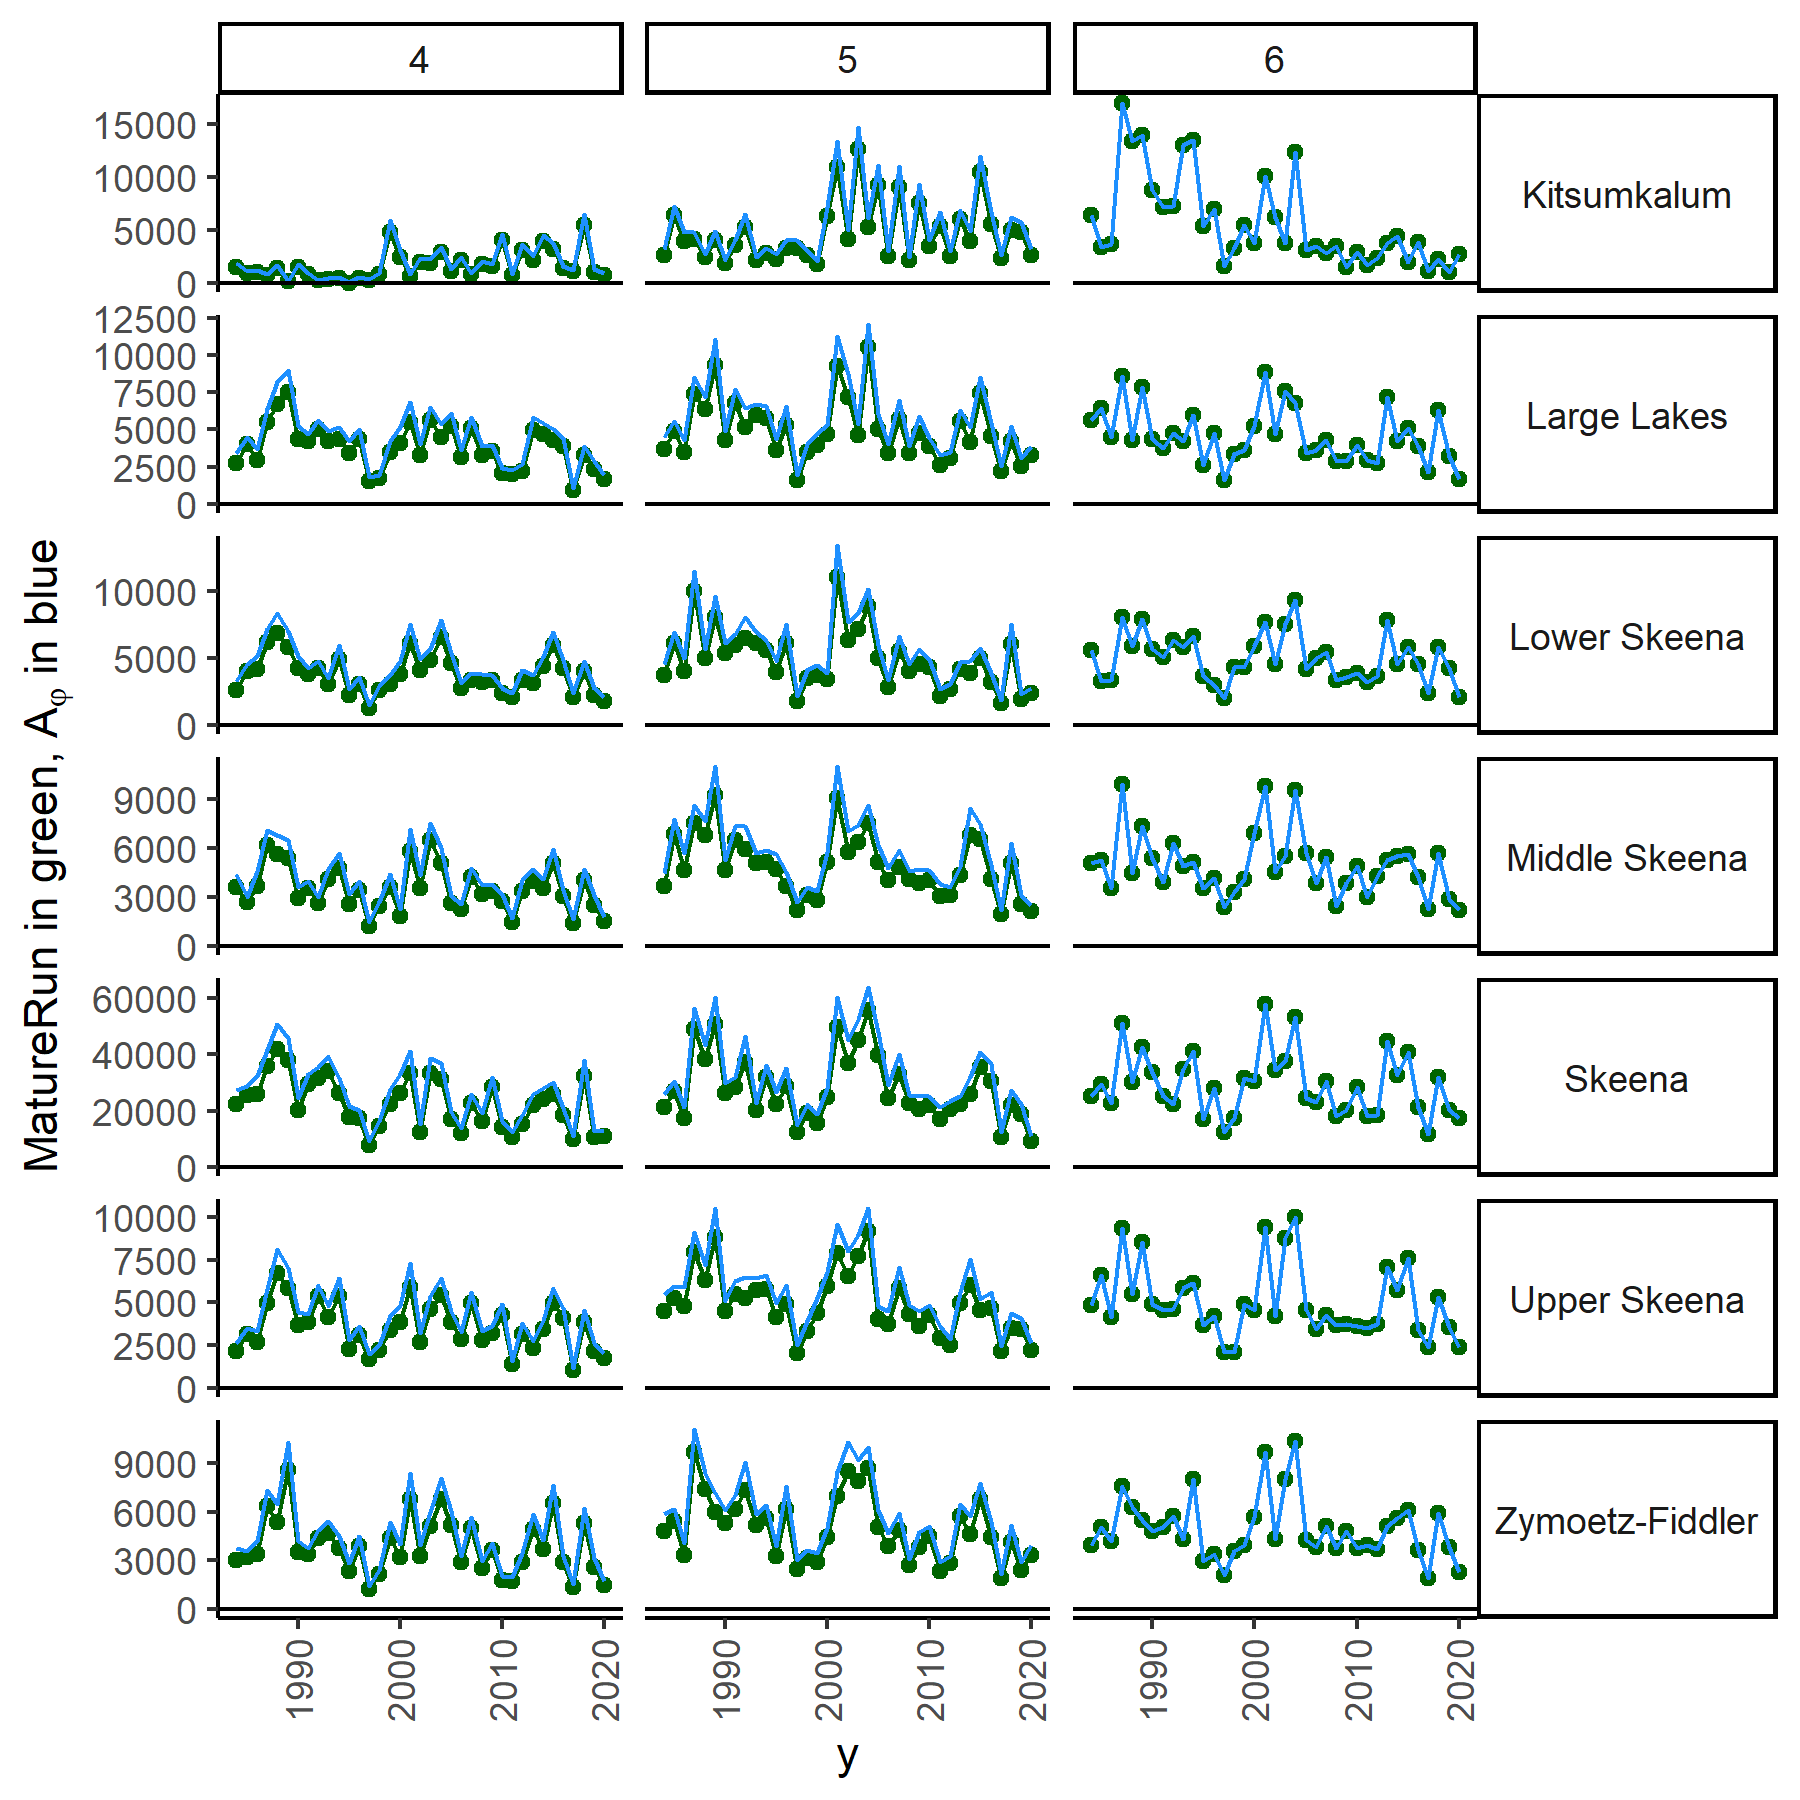 4 5 6
15000
10000
5000
0
Kitsumkalum
12500
10000
7500
5000
2500
0
Large Lakes
10000
5000
0
Lower Skeena
9000
6000
3000
0
Middle Skeena
60000
40000
20000
0
Skeena
10000
7500
5000
2500
0
Upper Skeena
9000
6000
3000
0
Zymoetz-Fiddler
MatureRun in green, Aφ in blue
1990 2000 2010 2020 1990 2000 2010 2020 1990 2000 2010 2020
y